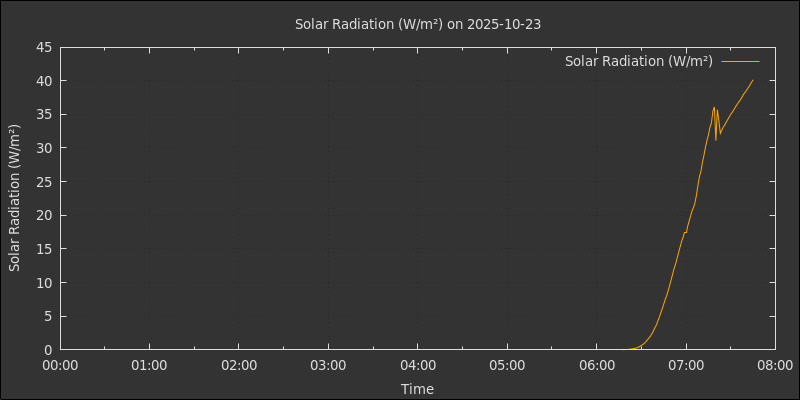 Solar Radiation (W/m²) on 2025-10-23
Solar Radiation (W/m²)
Solar Radiation (W/m²)
45
40
35
30
25
20
15
10
5
0
00:00 01:00 02:00 03:00 04:00 05:00 06:00 07:00 08:00
Time